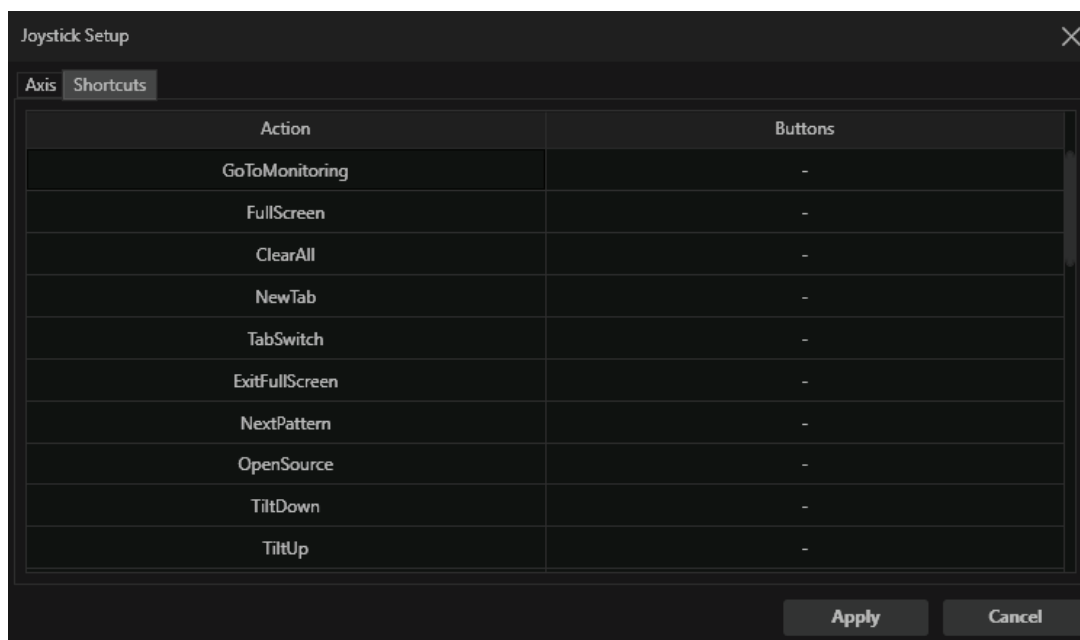 Joystick Setup
Axis Shortcuts
Action Buttons
GoToMonitoring -
FullScreen -
ClearAll -
NewTab -
TabSwitch -
ExitFullScreen -
NextPattern -
OpenSource -
TiltDown -
TiltUp -
Apply Cancel